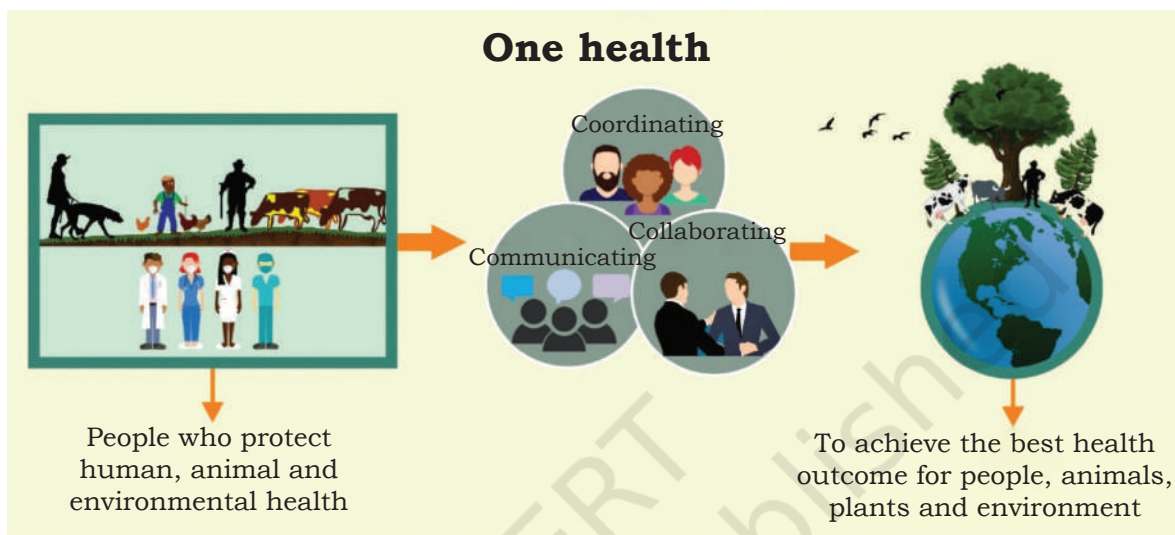 One health
Coordinating
Communicating
Collaborating
People who protect
human, animal and
environmental health
To achieve the best health
outcome for people, animals,
plants and environment